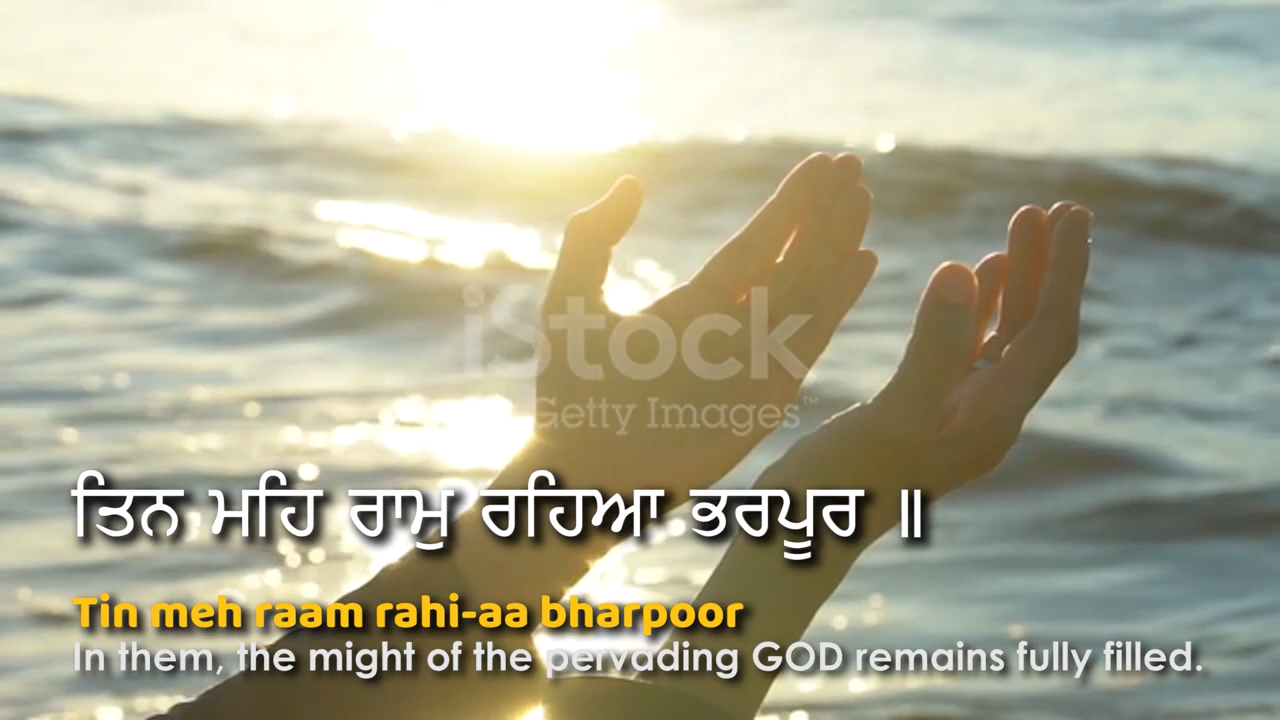 iStock
Getty Images™
ਤਿਨ ਮਹਿ ਰਾਮੁ ਰਹਿਆ ਭਰਪੂਰ ॥
Tin meh raam rahi-aa bharpoor
In them, the might of the pervading GOD remains fully filled.